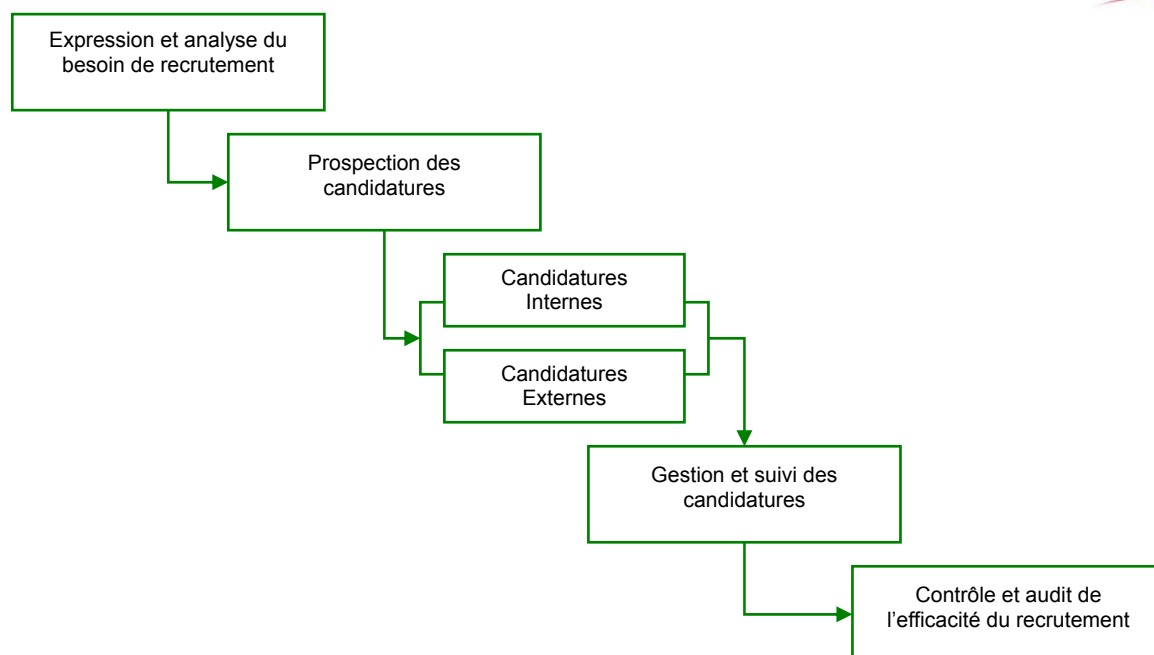 Expression et analyse du
besoin de recrutement
Prospection des
candidatures
Candidatures
Internes
Candidatures
Externes
Gestion et suivi des
candidatures
Contrôle et audit de
l’efficacité du recrutement